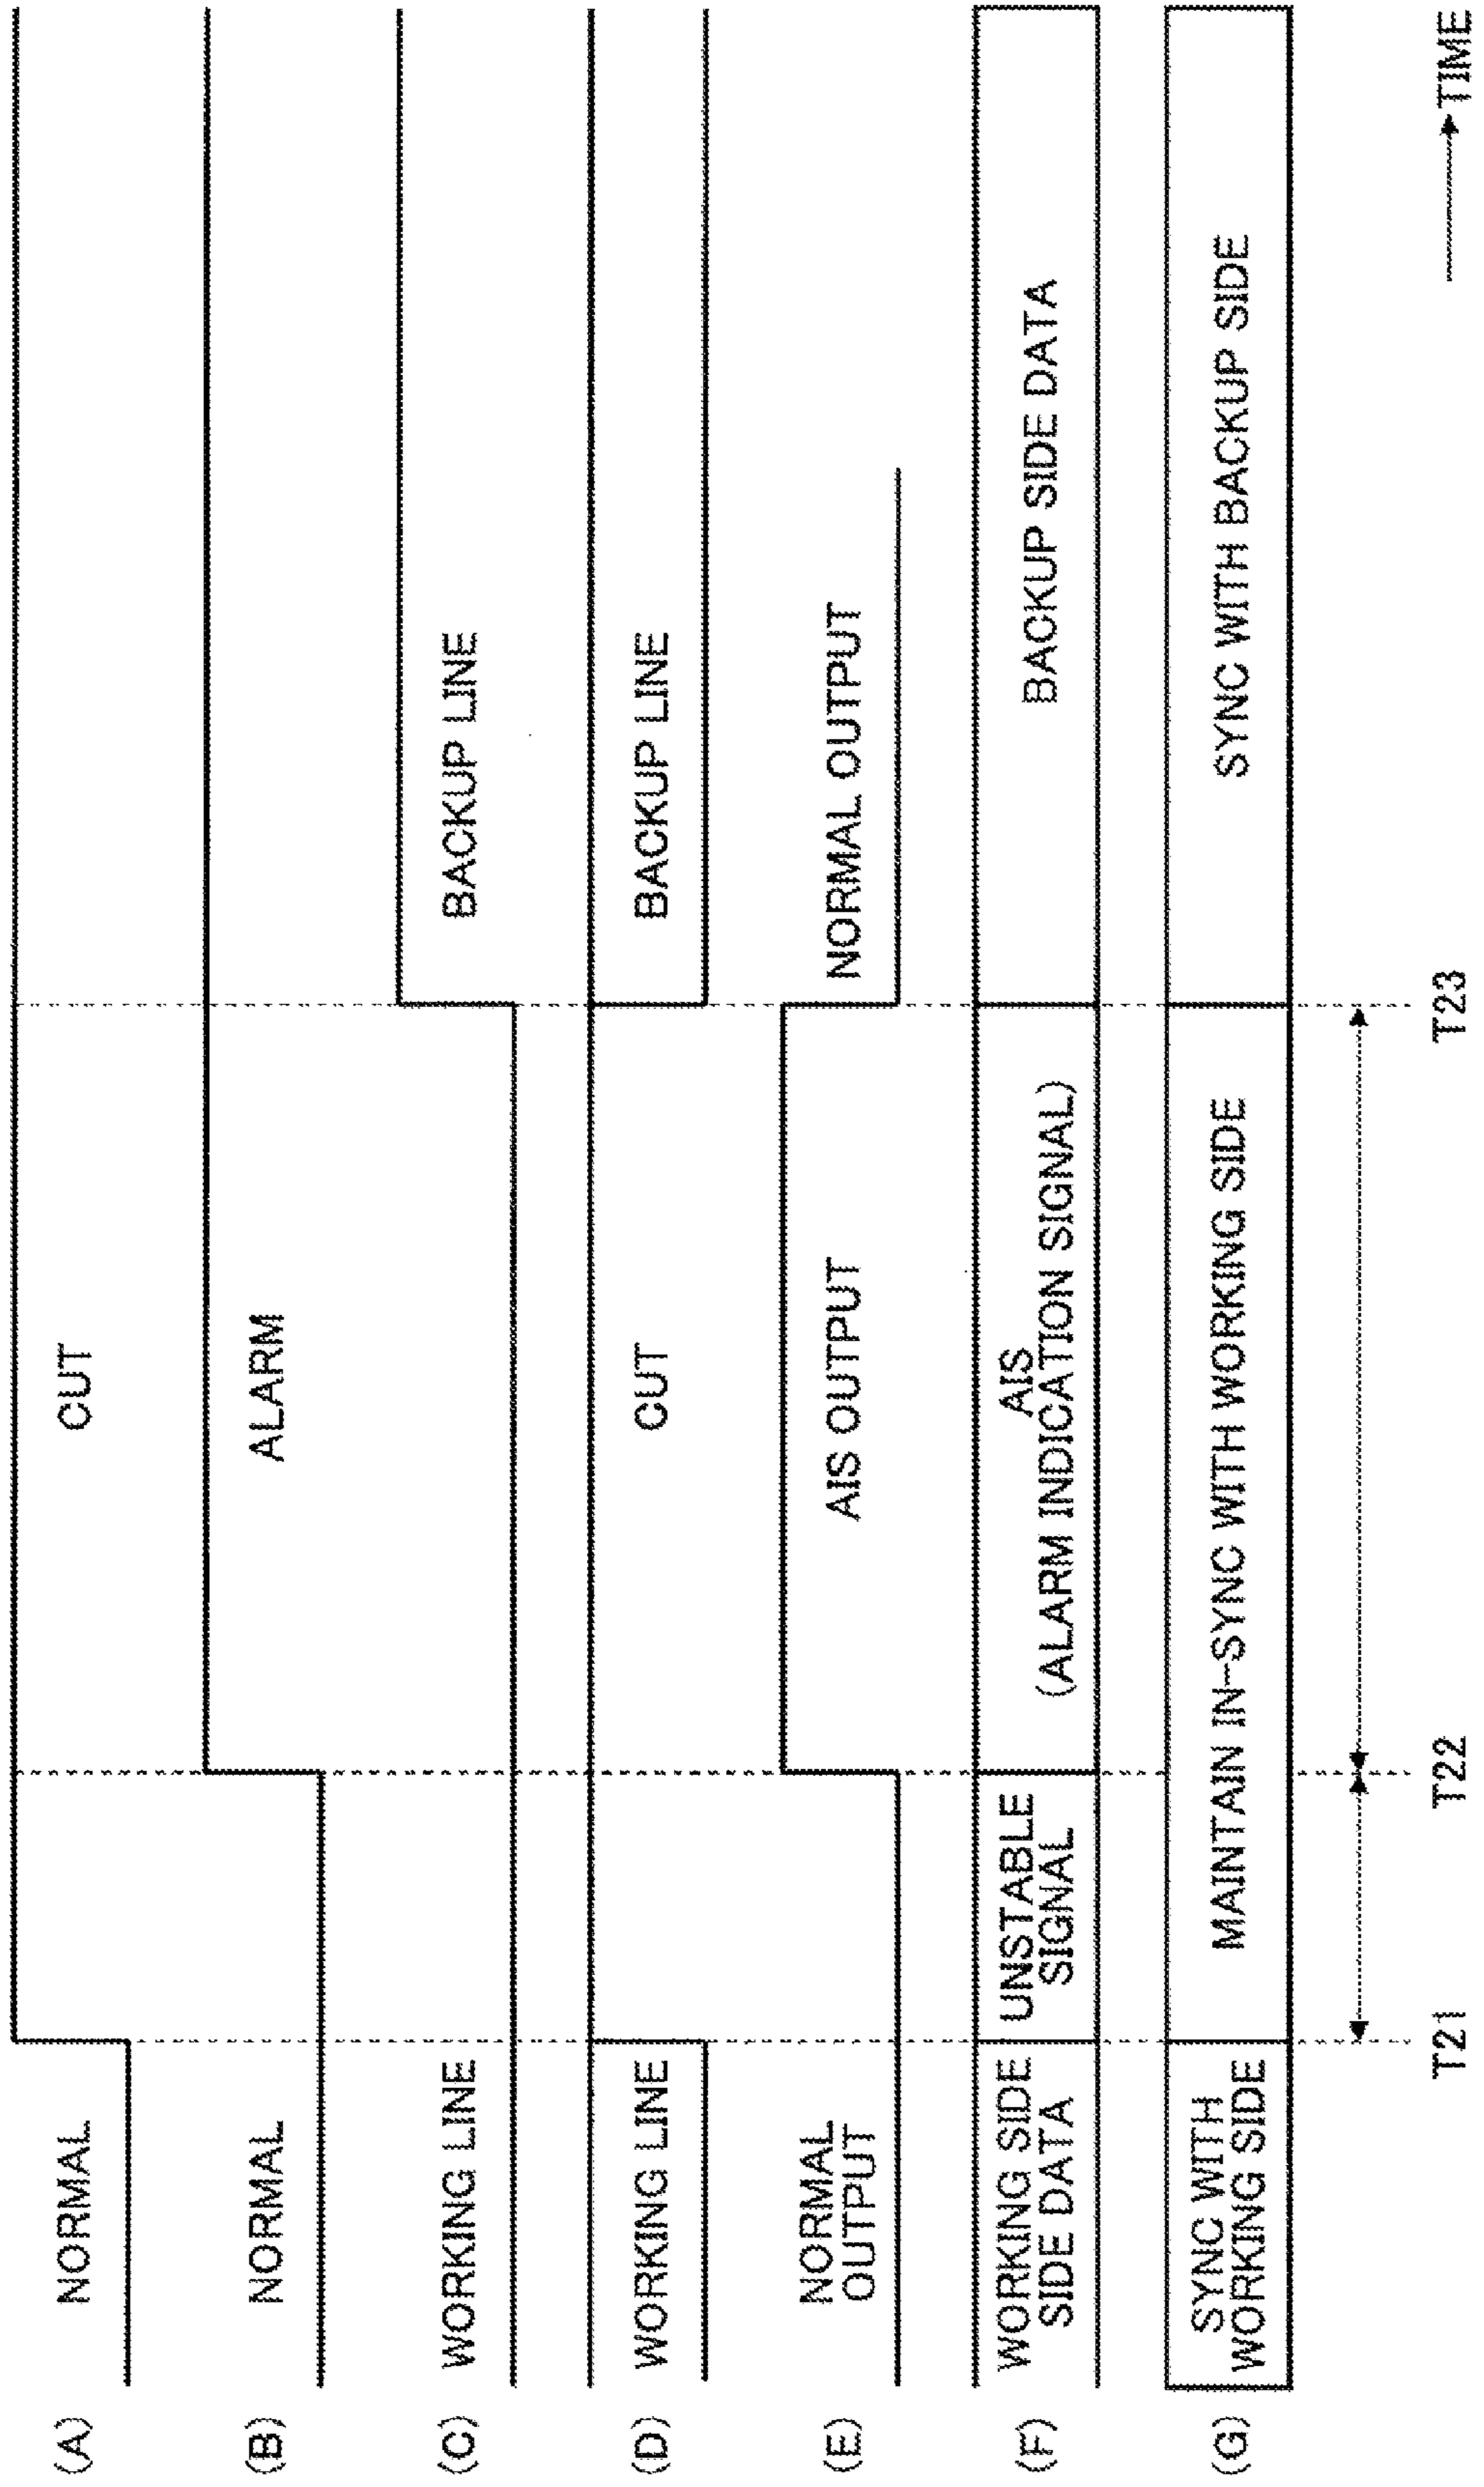 (A) NORMAL CUT
(B) NORMAL ALARM
(C) WORKING LINE BACKUP LINE
(D) WORKING LINE CUT BACKUP LINE
(E) NORMAL
OUTPUT
AIS OUTPUT NORMAL OUTPUT
(F) WORKING SIDE
SIDE DATA
UNSTABLE
SIGNAL
AIS
(ALARM INDICATION SIGNAL)
BACKUP SIDE DATA
(G) SYNC WITH
WORKING SIDE
MAINTAIN IN-SYNC WITH WORKING SIDE
SYNC WITH BACKUP SIDE
T21 T22 T23
TIME